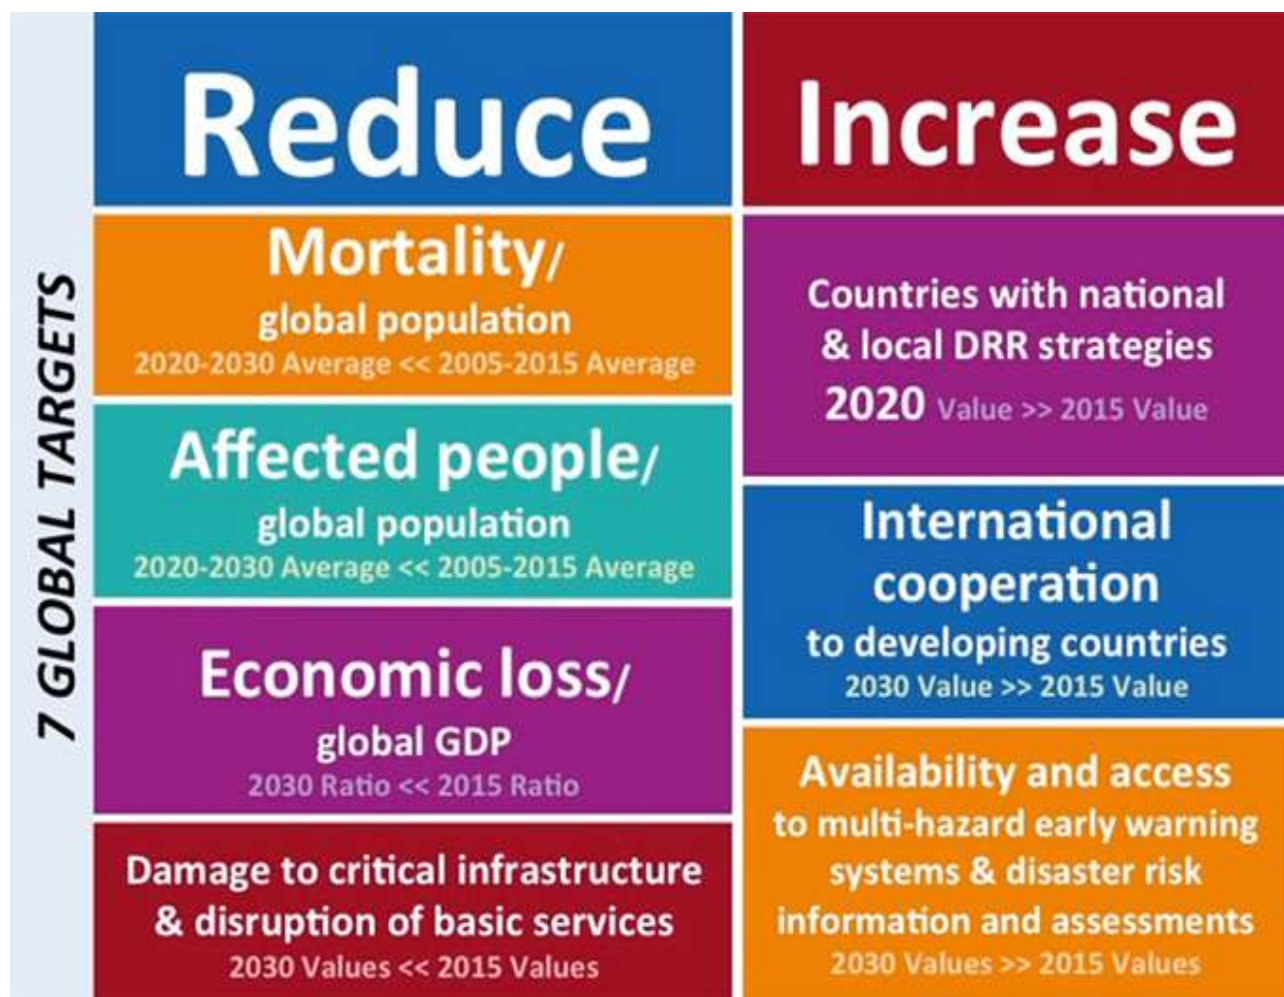 7 GLOBAL TARGETS
Reduce
Mortality/
global population
2020-2030 Average << 2005-2015 Average
Affected people/
global population
2020-2030 Average << 2005-2015 Average
Economic loss/
global GDP
2030 Ratio << 2015 Ratio
Damage to critical infrastructure
& disruption of basic services
2030 Values << 2015 Values
Increase
Countries with national
& local DRR strategies
2020 Value >> 2015 Value
International
cooperation
to developing countries
2030 Value >> 2015 Value
Availability and access
to multi-hazard early warning
systems & disaster risk
information and assessments
2030 Values >> 2015 Values